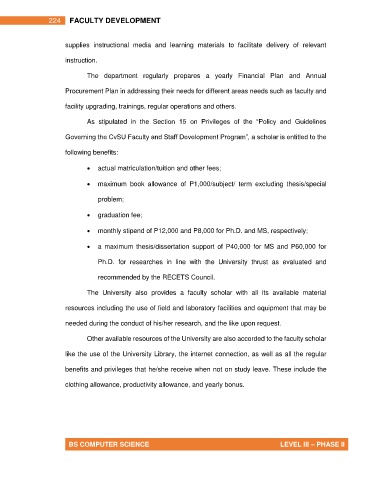 224 FACULTY DEVELOPMENT
supplies instructional media and learning materials to facilitate delivery of relevant
instruction.
The department regularly prepares a yearly Financial Plan and Annual
Procurement Plan in addressing their needs for different areas needs such as faculty and
facility upgrading, trainings, regular operations and others.
As stipulated in the Section 15 on Privileges of the “Policy and Guidelines
Governing the CvSU Faculty and Staff Development Program”, a scholar is entitled to the
following benefits:
• actual matriculation/tuition and other fees;
• maximum book allowance of P1,000/subject/ term excluding thesis/special
problem;
• graduation fee;
• monthly stipend of P12,000 and P8,000 for Ph.D. and MS, respectively;
• a maximum thesis/dissertation support of P40,000 for MS and P60,000 for
Ph.D. for researches in line with the University thrust as evaluated and
recommended by the RECETS Council.
The University also provides a faculty scholar with all its available material
resources including the use of field and laboratory facilities and equipment that may be
needed during the conduct of his/her research, and the like upon request.
Other available resources of the University are also accorded to the faculty scholar
like the use of the University Library, the internet connection, as well as all the regular
benefits and privileges that he/she receive when not on study leave. These include the
clothing allowance, productivity allowance, and yearly bonus.
BS COMPUTER SCIENCE LEVEL III – PHASE II